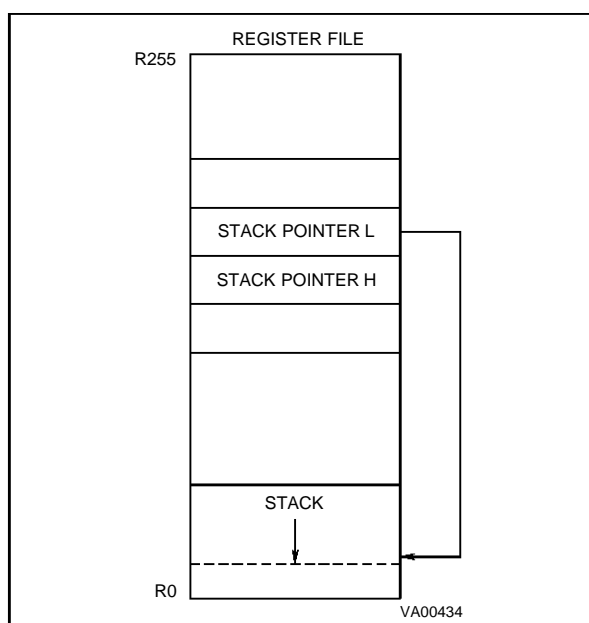 REGISTER FILE
R255
STACK POINTER L
STACK POINTER H
STACK
R0
VA00434